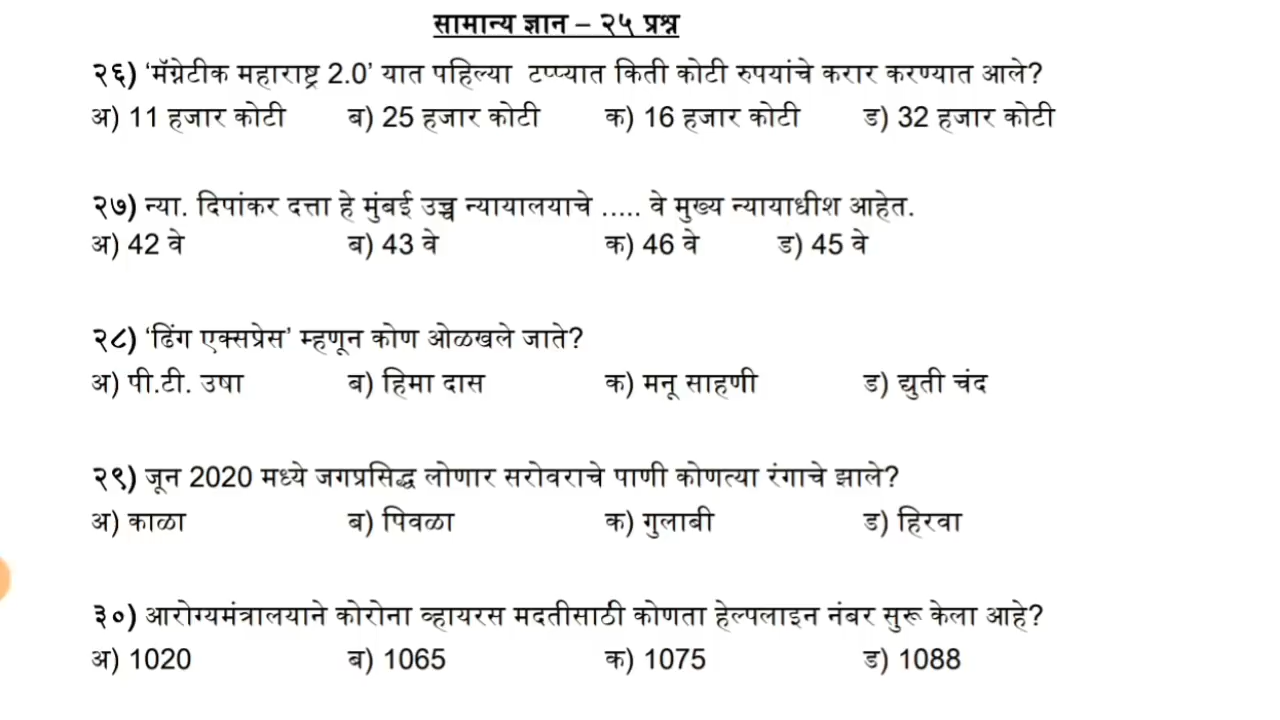 सामान्य ज्ञान – २५ प्रश्न
२६) 'मॅग्नेटीक महाराष्ट्र 2.0' यात पहिल्या टप्प्यात किती कोटी रुपयांचे करार करण्यात आले?
अ) 11 हजार कोटी ब) 25 हजार कोटी क) 16 हजार कोटी ड) 32 हजार कोटी
२७) न्या. दिपांकर दत्ता हे मुंबई उच्च न्यायालयाचे ..... वे मुख्य न्यायाधीश आहेत.
अ) 42 वे ब) 43 वे क) 46 वे ड) 45 वे
२८) 'ढिंग एक्सप्रेस' म्हणून कोण ओळखले जाते?
अ) पी.टी. उषा ब) हिमा दास क) मनू साहणी ड) द्युती चंद
२९) जून 2020 मध्ये जगप्रसिद्ध लोणार सरोवराचे पाणी कोणत्या रंगाचे झाले?
अ) काळा ब) पिवळा क) गुलाबी ड) हिरवा
३०) आरोग्यमंत्रालयाने कोरोना व्हायरस मदतीसाठी कोणता हेल्पलाइन नंबर सुरू केला आहे?
अ) 1020 ब) 1065 क) 1075 ड) 1088